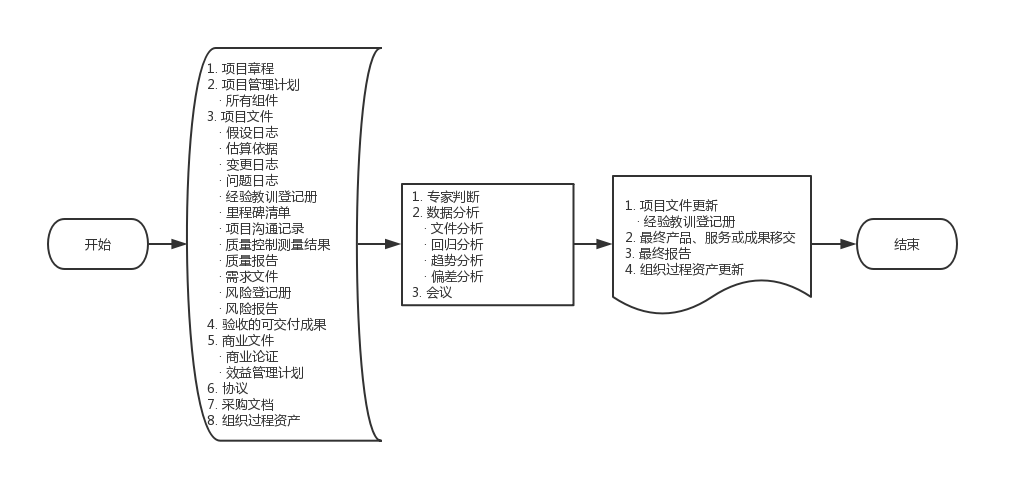 开始
1. 项目章程
2. 项目管理计划
· 所有组件
3. 项目文件
· 假设日志
· 估算依据
· 变更日志
· 问题日志
· 经验教训登记册
· 里程碑清单
· 项目沟通记录
· 质量控制测量结果
· 质量报告
· 需求文件
· 风险登记册
· 风险报告
4. 验收的可交付成果
5. 商业文件
· 商业论证
· 效益管理计划
6. 协议
7. 采购文档
8. 组织过程资产
1. 专家判断
2. 数据分析
· 文件分析
· 回归分析
· 趋势分析
· 偏差分析
3. 会议
1. 项目文件更新
· 经验教训登记册
2. 最终产品、服务或成果移交
3. 最终报告
4. 组织过程资产更新
结束